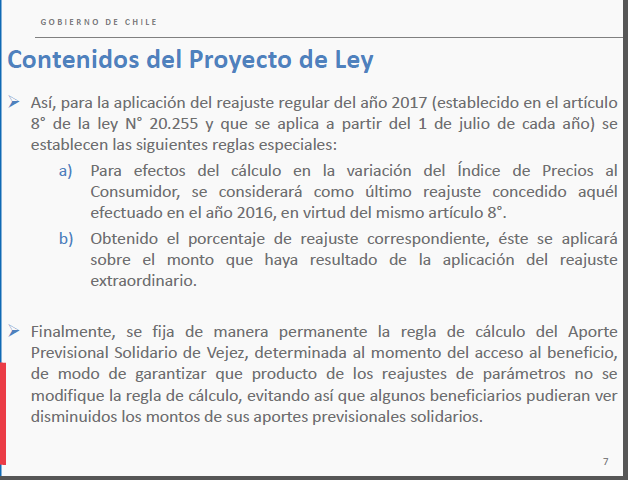 GOBIERNO DE CHILE
Contenidos del Proyecto de Ley
Así, para la aplicación del reajuste regular del año 2017 (establecido en el artículo
8° de la ley N° 20.255 y que se aplica a partir del 1 de julio de cada año) se
establecen las siguientes reglas especiales:
a) Para efectos del cálculo en la variación del Índice de Precios al
Consumidor, se considerará como último reajuste concedido aquél
efectuado en el año 2016, en virtud del mismo artículo 8°.
b) Obtenido el porcentaje de reajuste correspondiente, éste se aplicará
sobre el monto que haya resultado de la aplicación del reajuste
extraordinario.
Finalmente, se fija de manera permanente la regla de cálculo del Aporte
Previsional Solidario de Vejez, determinada al momento del acceso al beneficio,
de modo de garantizar que producto de los reajustes de parámetros no se
modifique la regla de cálculo, evitando así que algunos beneficiarios pudieran ver
disminuidos los montos de sus aportes previsionales solidarios.
7